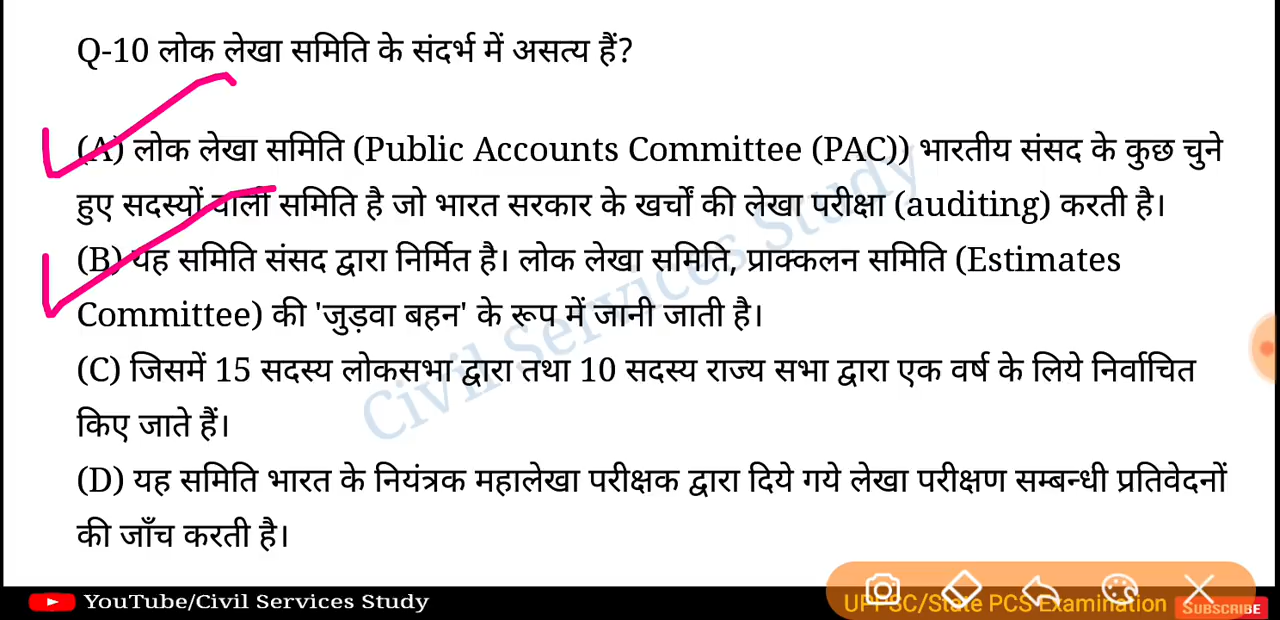 Q-10 लोक लेखा समिति के संदर्भ में असत्य हैं?
(A) लोक लेखा समिति (Public Accounts Committee (PAC)) भारतीय संसद के कुछ चुने
हुए सदस्यों वाली समिति है जो भारत सरकार के खर्चों की लेखा परीक्षा (auditing) करती है।
(B) यह समिति संसद द्वारा निर्मित है। लोक लेखा समिति, प्राक्कलन समिति (Estimates
Committee) की 'जुड़वा बहन' के रूप में जानी जाती है।
(C) जिसमें 15 सदस्य लोकसभा द्वारा तथा 10 सदस्य राज्य सभा द्वारा एक वर्ष के लिये निर्वाचित
किए जाते हैं।
(D) यह समिति भारत के नियंत्रक महालेखा परीक्षक द्वारा दिये गये लेखा परीक्षण सम्बन्धी प्रतिवेदनों
की जाँच करती है।
Civil Services Study
YouTube/Civil Services Study
UPPSC/State PCS Examination
SUBSCRIBE